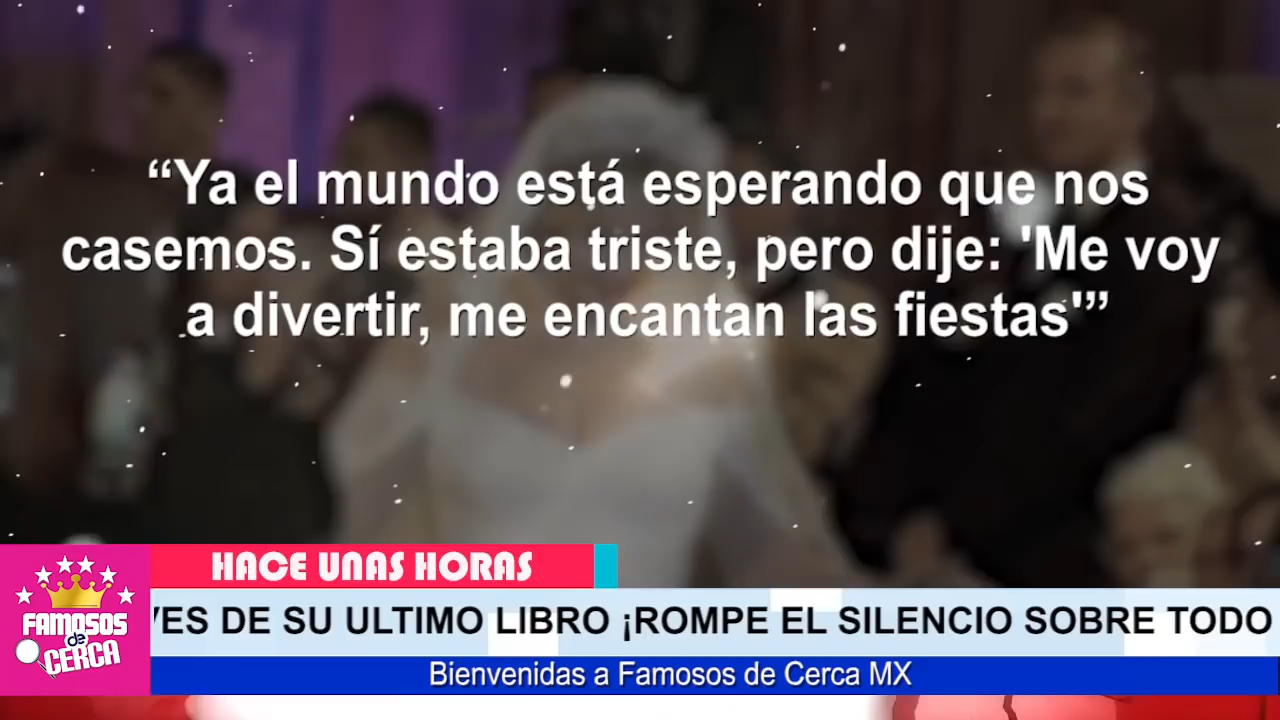 “Ya el mundo está esperando que nos
casemos. Sí estaba triste, pero dije: 'Me voy
a divertir, me encantan las fiestas'”
HACE UNAS HORAS
VES DE SU ULTIMO LIBRO ¡ROMPE EL SILENCIO SOBRE TODO
FAMOSOS
de
CERCA
Bienvenidas a Famosos de Cerca MX